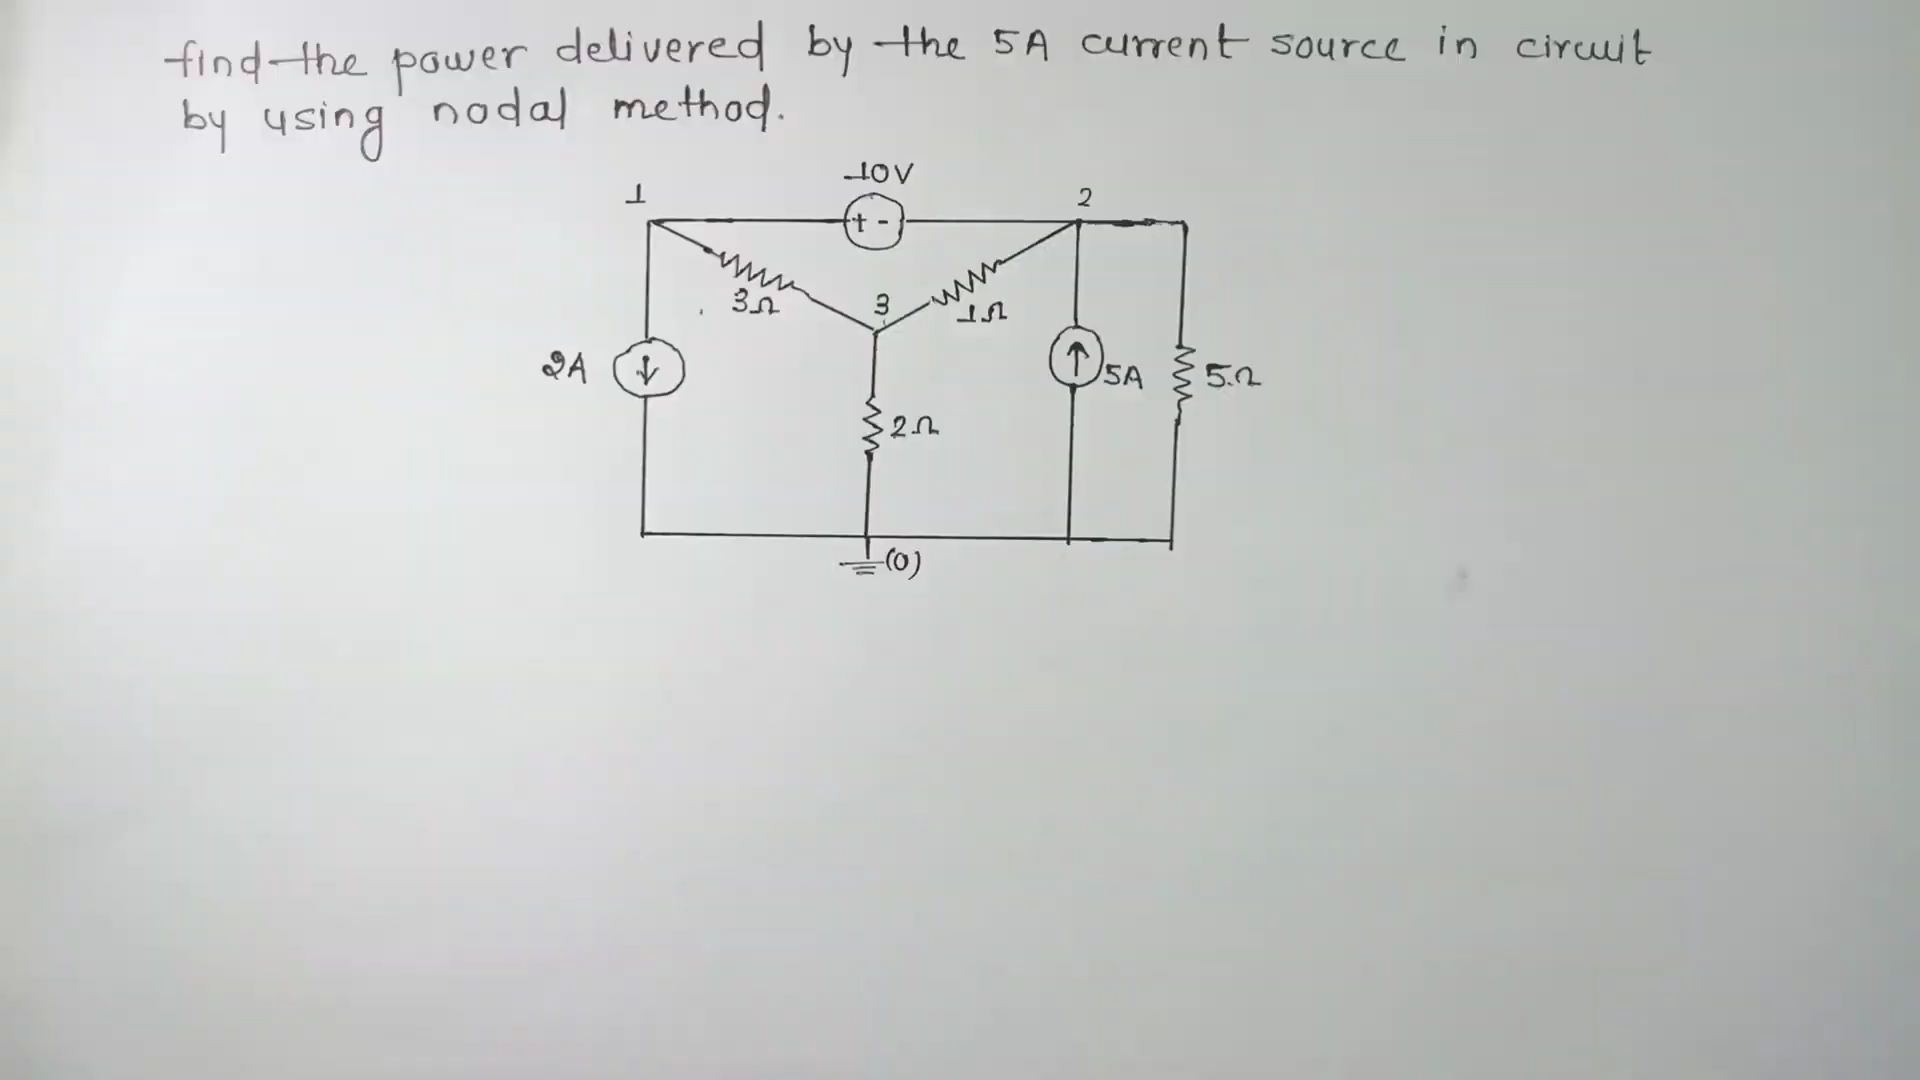 find the power delivered by the 5A current source in circuit
by using nodal method.
10V
1
2
+ -
3Ω
3
1Ω
2A
5A
5Ω
2Ω
(0)